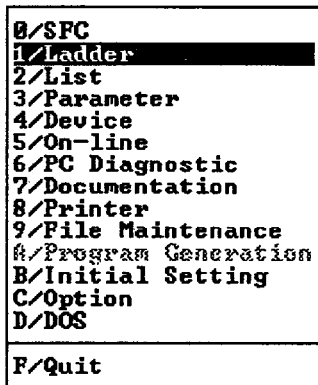 0/SFC
1/Ladder
2/List
3/Parameter
4/Device
5/On-line
6/PC Diagnostic
7/Documentation
8/Printer
9/File Maintenance
A/Program Generation
B/Initial Setting
C/Option
D/DOS
F/Quit